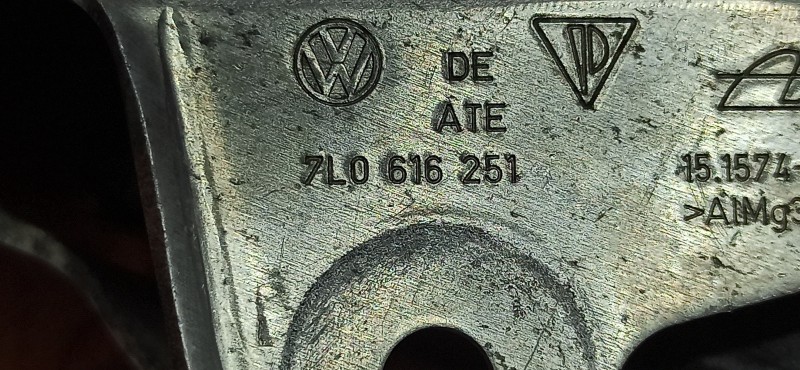 VW
DE
ATE
7L0 616 251
15.1574-
>AlMg3